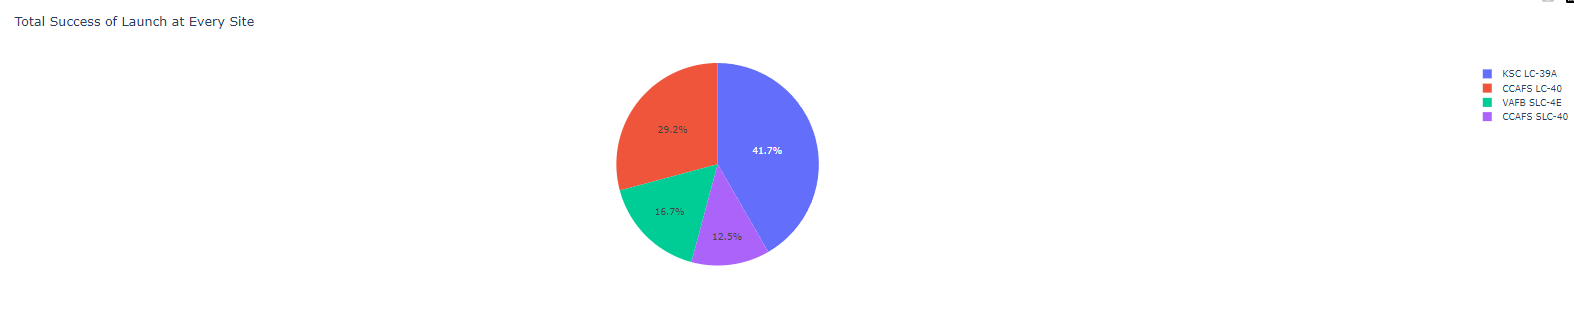 Total Success of Launch at Every Site
KSC LC-39A
CCAFS LC-40
VAFB SLC-4E
CCAFS SLC-40
29.2%
41.7%
16.7%
12.5%